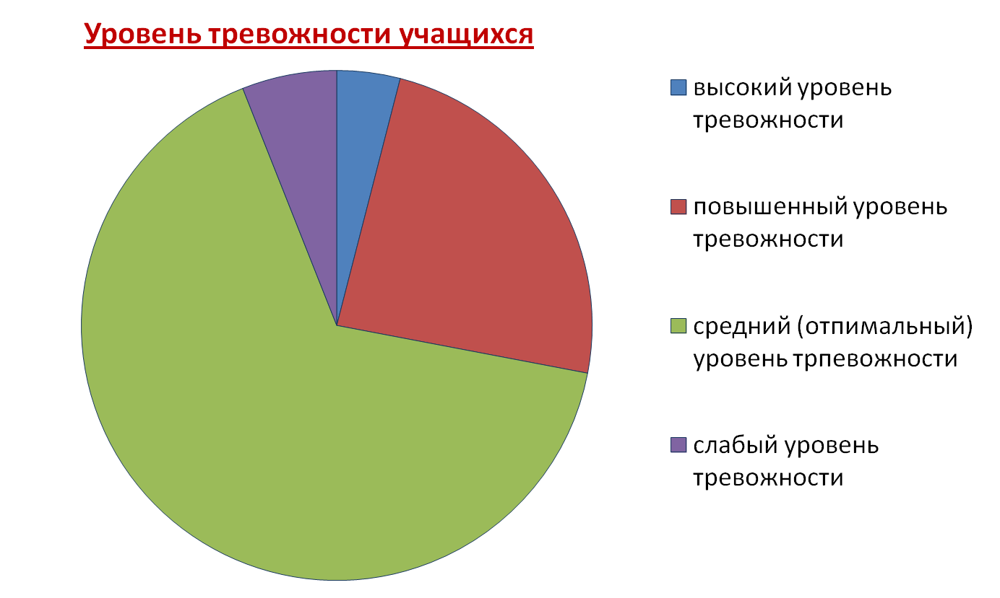 Уровень тревожности учащихся
высокий уровень
тревожности
повышенный уровень
тревожности
средний (отпимальный)
уровень трпевожности
слабый уровень
тревожности